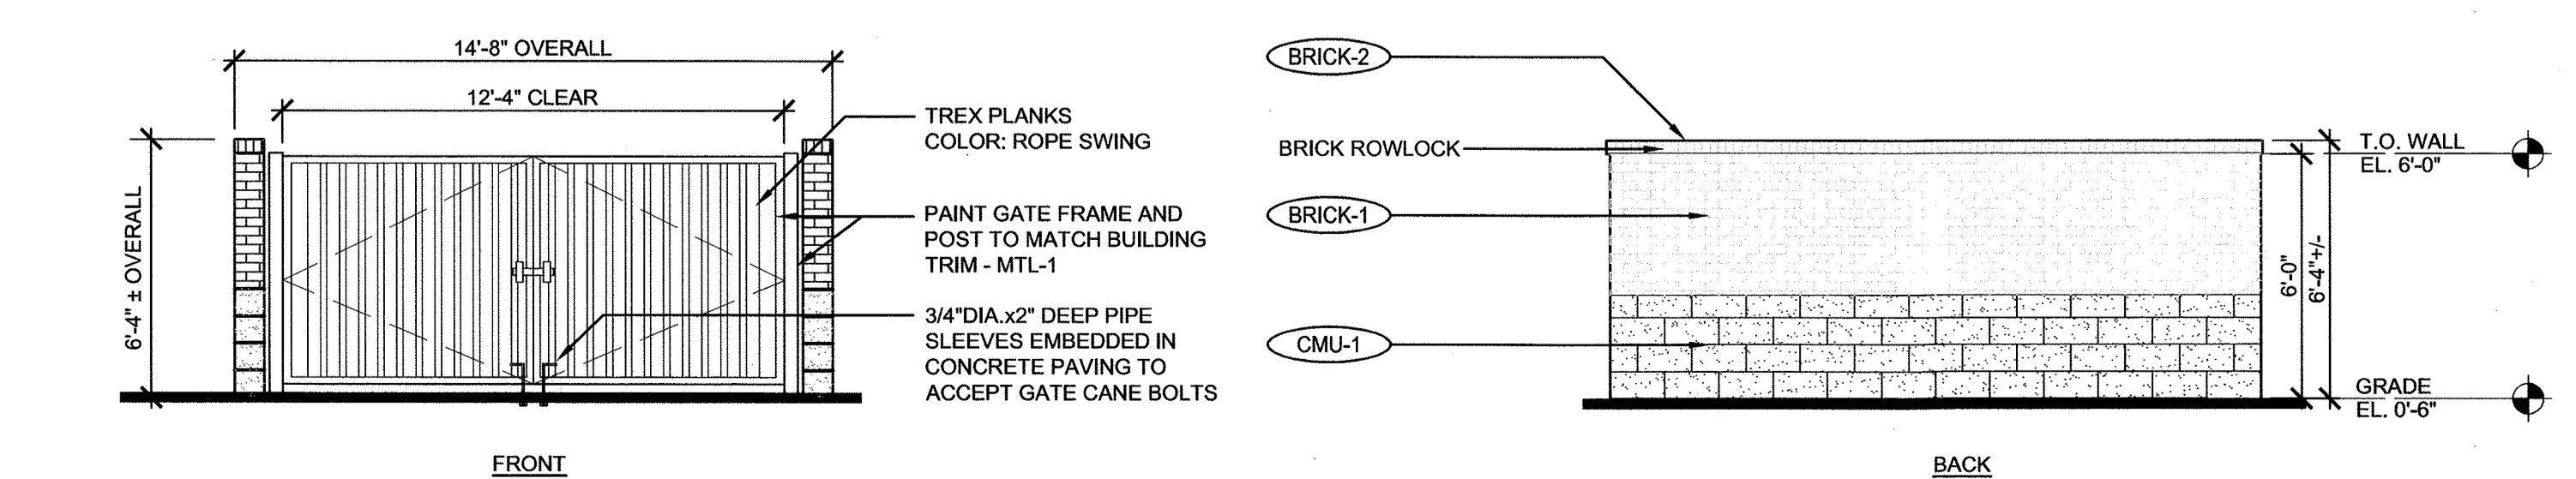 14'-8" OVERALL
12'-4" CLEAR
6'-4" ± OVERALL
TREX PLANKS
COLOR: ROPE SWING
PAINT GATE FRAME AND
POST TO MATCH BUILDING
TRIM - MTL-1
3/4"DIA.x2" DEEP PIPE
SLEEVES EMBEDDED IN
CONCRETE PAVING TO
ACCEPT GATE CANE BOLTS
FRONT
BRICK-2
BRICK ROWLOCK
BRICK-1
CMU-1
6'-0"
6'-4"+/-
T.O. WALL
EL. 6'-0"
GRADE
EL. 0'-6"
BACK